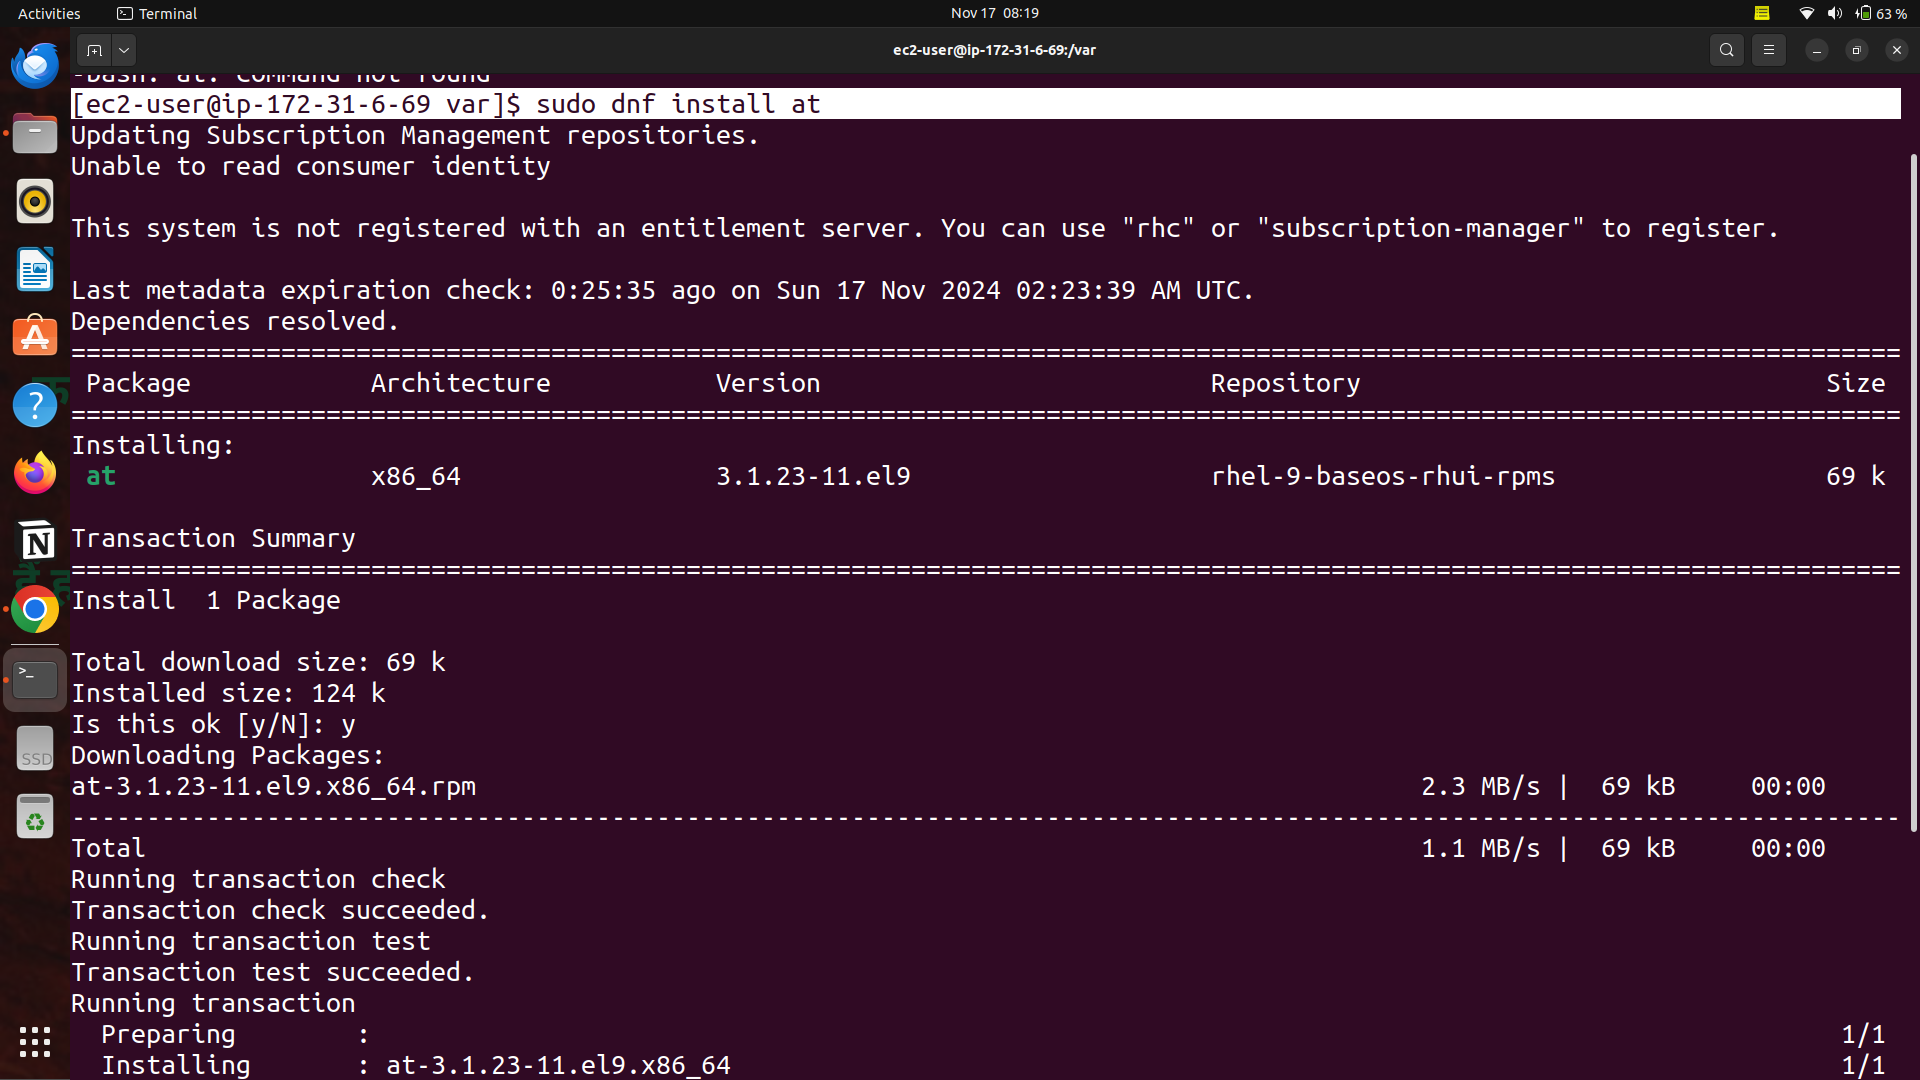 Activities Terminal Nov 17 08:19 63 %
ec2-user@ip-172-31-6-69:/var
-bash: at: command not found
[ec2-user@ip-172-31-6-69 var]$ sudo dnf install at
Updating Subscription Management repositories.
Unable to read consumer identity
This system is not registered with an entitlement server. You can use "rhc" or "subscription-manager" to register.
Last metadata expiration check: 0:25:35 ago on Sun 17 Nov 2024 02:23:39 AM UTC.
Dependencies resolved.
================================================================================
Package Architecture Version Repository Size
================================================================================
Installing:
at x86_64 3.1.23-11.el9 rhel-9-baseos-rhui-rpms 69 k
Transaction Summary
================================================================================
Install 1 Package
Total download size: 69 k
Installed size: 124 k
Is this ok [y/N]: y
Downloading Packages:
at-3.1.23-11.el9.x86_64.rpm 2.3 MB/s | 69 kB 00:00
--------------------------------------------------------------------------------
Total 1.1 MB/s | 69 kB 00:00
Running transaction check
Transaction check succeeded.
Running transaction test
Transaction test succeeded.
Running transaction
Preparing : 1/1
Installing : at-3.1.23-11.el9.x86_64 1/1
SSD